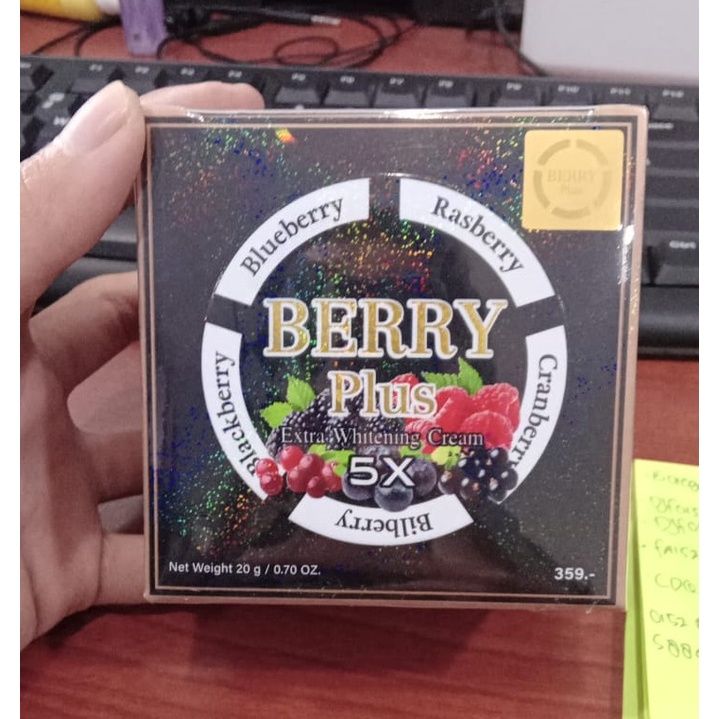 BERRY
Plus
Blueberry
Rasberry
BERRY
Plus
Extra Whitening Cream
5X
Blackberry
Cranberry
Bilberry
Net Weight 20 g / 0.70 OZ.
359.-